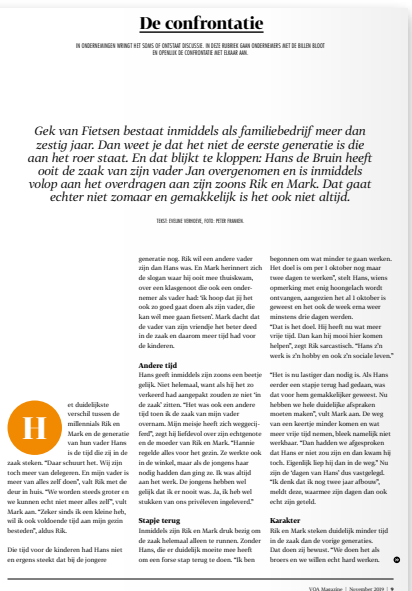 De confrontatie
IN ONDERNEMINGEN WRINGT HET SOMS OF ONTSTAAT DISCUSSIE. IN DEZE RUBRIEK GAAN ONDERNEMERS MET DE BILLEN BLOOT
EN OPENLIJK DE CONFRONTATIE MET ELKAAR AAN.
Gek van Fietsen bestaat inmiddels als familiebedrijf meer dan
zestig jaar. Dan weet je dat het niet de eerste generatie is die
aan het roer staat. En dat blijkt te kloppen: Hans de Bruin heeft
ooit de zaak van zijn vader Jan overgenomen en is inmiddels
volop aan het overdragen aan zijn zoons Rik en Mark. Dat gaat
echter niet zomaar en gemakkelijk is het ook niet altijd.
TEKST: EVELINE VERHOEVE, FOTO: PETER FRANKEN.
H
et duidelijkste
verschil tussen de
millennials Rik en
Mark en de generatie
van hun vader Hans
is de tijd die zij in de
zaak steken. "Daar schuurt het. Wij zijn
toch meer van delegeren. En mijn vader is
meer van alles zelf doen", valt Rik met de
deur in huis. "We worden steeds groter en
we kunnen echt niet meer alles zelf", vult
Mark aan. "Zeker sinds ik een kleine heb,
wil ik ook voldoende tijd aan mijn gezin
besteden", aldus Rik.
Die tijd voor de kinderen had Hans niet
en ergens steekt dat bij de jongere
generatie nog. Rik wil een andere vader
zijn dan Hans was. En Mark herinnert zich
de slogan waar hij ooit mee thuiskwam,
over een klasgenoot die ook een onder-
nemer als vader had: 'ik hoop dat jij het
ook zo goed gaat doen als zijn vader, die
kan wél mee gaan fietsen'. Mark dacht dat
de vader van zijn vriendje het beter deed
in de zaak en daarom meer tijd had voor
de kinderen.
Andere tijd
Hans geeft inmiddels zijn zoons een beetje
gelijk. Niet helemaal, want als hij het zo
verkeerd had aangepakt zouden ze niet 'in
de zaak' zitten. "Het was ook een andere
tijd toen ik de zaak van mijn vader
overnam. Mijn meisje heeft zich weggecij-
ferd", zegt hij liefdevol over zijn echtgenote
en de moeder van Rik en Mark. "Hannie
regelde alles voor het gezin. Ze werkte ook
in de winkel, maar als de jongens haar
nodig hadden dan ging ze. Ik was altijd
aan het werk. De jongens hebben wel
gelijk dat ik er nooit was. Ja, ik heb wel
stukken van ons privéleven ingeleverd."
Stapje terug
Inmiddels zijn Rik en Mark druk bezig om
de zaak helemaal alleen te runnen. Zonder
Hans, die er duidelijk moeite mee heeft
om een forse stap terug te doen. "Ik ben
begonnen om wat minder te gaan werken.
Het doel is om per 1 oktober nog maar
twee dagen te werken", stelt Hans, wiens
opmerking met enig hoongelach wordt
ontvangen, aangezien het al 1 oktober is
geweest en het ook de week erna weer
minstens drie dagen werden.
"Dat is het doel. Hij heeft nu wat meer
vrije tijd. Dan kan hij mooi hier komen
helpen", zegt Rik sarcastisch. "Hans z'n
werk is z'n hobby en ook z'n sociale leven."
"Het is nu lastiger dan nodig is. Als Hans
eerder een stapje terug had gedaan, was
dat voor hem gemakkelijker geweest. Nu
hebben we hele duidelijke afspraken
moeten maken", vult Mark aan. De weg
van een keertje minder komen en wat
meer vrije tijd nemen, bleek namelijk niet
werkbaar. "Dan hadden we afgesproken
dat Hans er niet zou zijn en dan kwam hij
toch. Eigenlijk liep hij dan in de weg." Nu
zijn de 'dagen van Hans' dus vastgelegd.
"Ik denk dat ik nog twee jaar afbouw",
meldt deze, waarmee zijn dagen dan ook
echt zijn geteld.
Karakter
Rik en Mark steken duidelijk minder tijd
in de zaak dan de vorige generaties.
Dat doen zij bewust. "We doen het als
broers en we willen echt hard werken.
VOA Magazine | November 2019 | 9